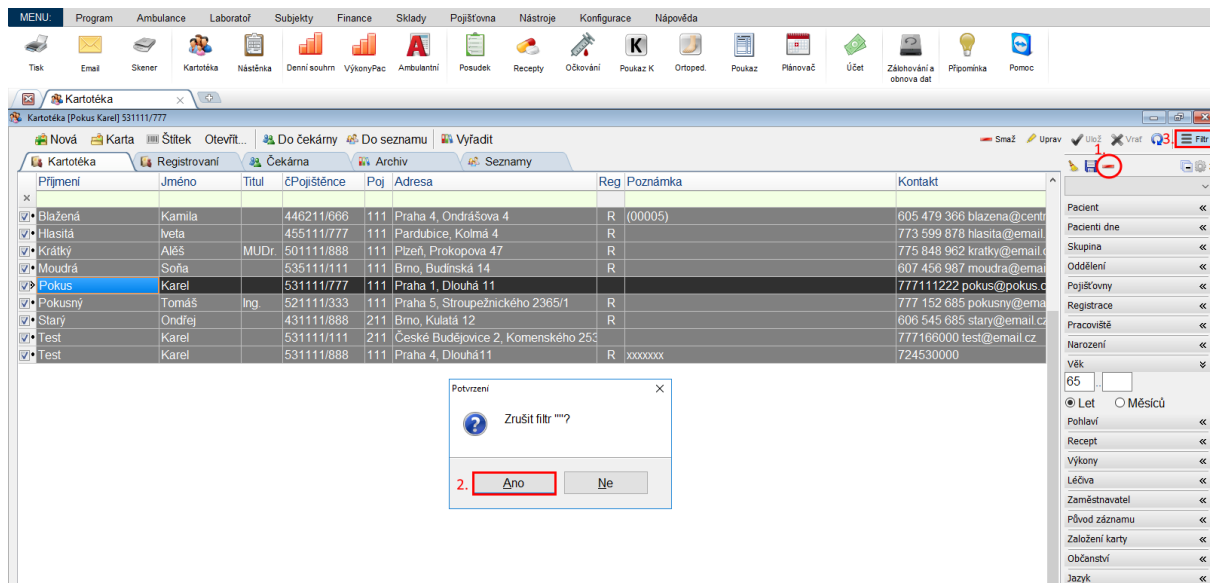 MENU: Program Ambulance Laboratoř Subjekty Finance Sklady Pojišťovna Nástroje Konfigurace Nápověda
Tisk Email Skener Kartotéka Nástěnka Denní souhrn VýkonyPac Ambulantní Posudek Recepty Očkování Poukaz K Ortoped. Poukaz Plánovač Účet Zálohování a obnova dat Připomínka Pomoc
Kartotéka
Kartotéka [Pokus Karel] 531111/777
Nová Karta Štítek Otevřít... Do čekárny Do seznamu Vyřadit Smaž Uprav Ulož Vrať 3. Filtr
1.
Kartotéka Registrovaní Čekárna Archiv Seznamy
Příjmení Jméno Titul čPojištěnce Poj Adresa Reg Poznámka Kontakt
Blažená Kamila 446211/666 111 Praha 4, Ondrášova 4 R (00005) 605 479 366 blazena@centr
Hlasitá Iveta 455111/777 111 Pardubice, Kolmá 4 R 773 599 878 hlasita@email.
Krátký Aléš MUDr. 501111/888 111 Plzeň, Prokopova 47 R 775 848 962 kratky@email.
Moudrá Soňa 535111/111 111 Brno, Budínská 14 R 607 456 987 moudra@emai
Pokus Karel 531111/777 111 Praha 1, Dlouhá 11 777111222 pokus@pokus.c
Pokusný Tomáš Ing. 521111/333 111 Praha 5, Stroupežnického 2365/1 R 777 152 685 pokusny@ema
Starý Ondřej 431111/888 211 Brno, Kulatá 12 R 606 545 685 stary@email.cz
Test Karel 531111/111 211 České Budějovice 2, Komenského 253 777166000 test@email.cz
Test Karel 531111/888 111 Praha 4, Dlouhá11 R xxxxxxx 724530000
Potvrzení
Zrušit filtr ""?
2. Ano Ne
Pacient
Pacienti dne
Skupina
Oddělení
Pojišťovny
Registrace
Pracoviště
Narození
Věk
65 ..
Let Měsíců
Pohlaví
Recept
Výkony
Léčiva
Zaměstnavatel
Původ záznamu
Založení karty
Občanství
Jazyk